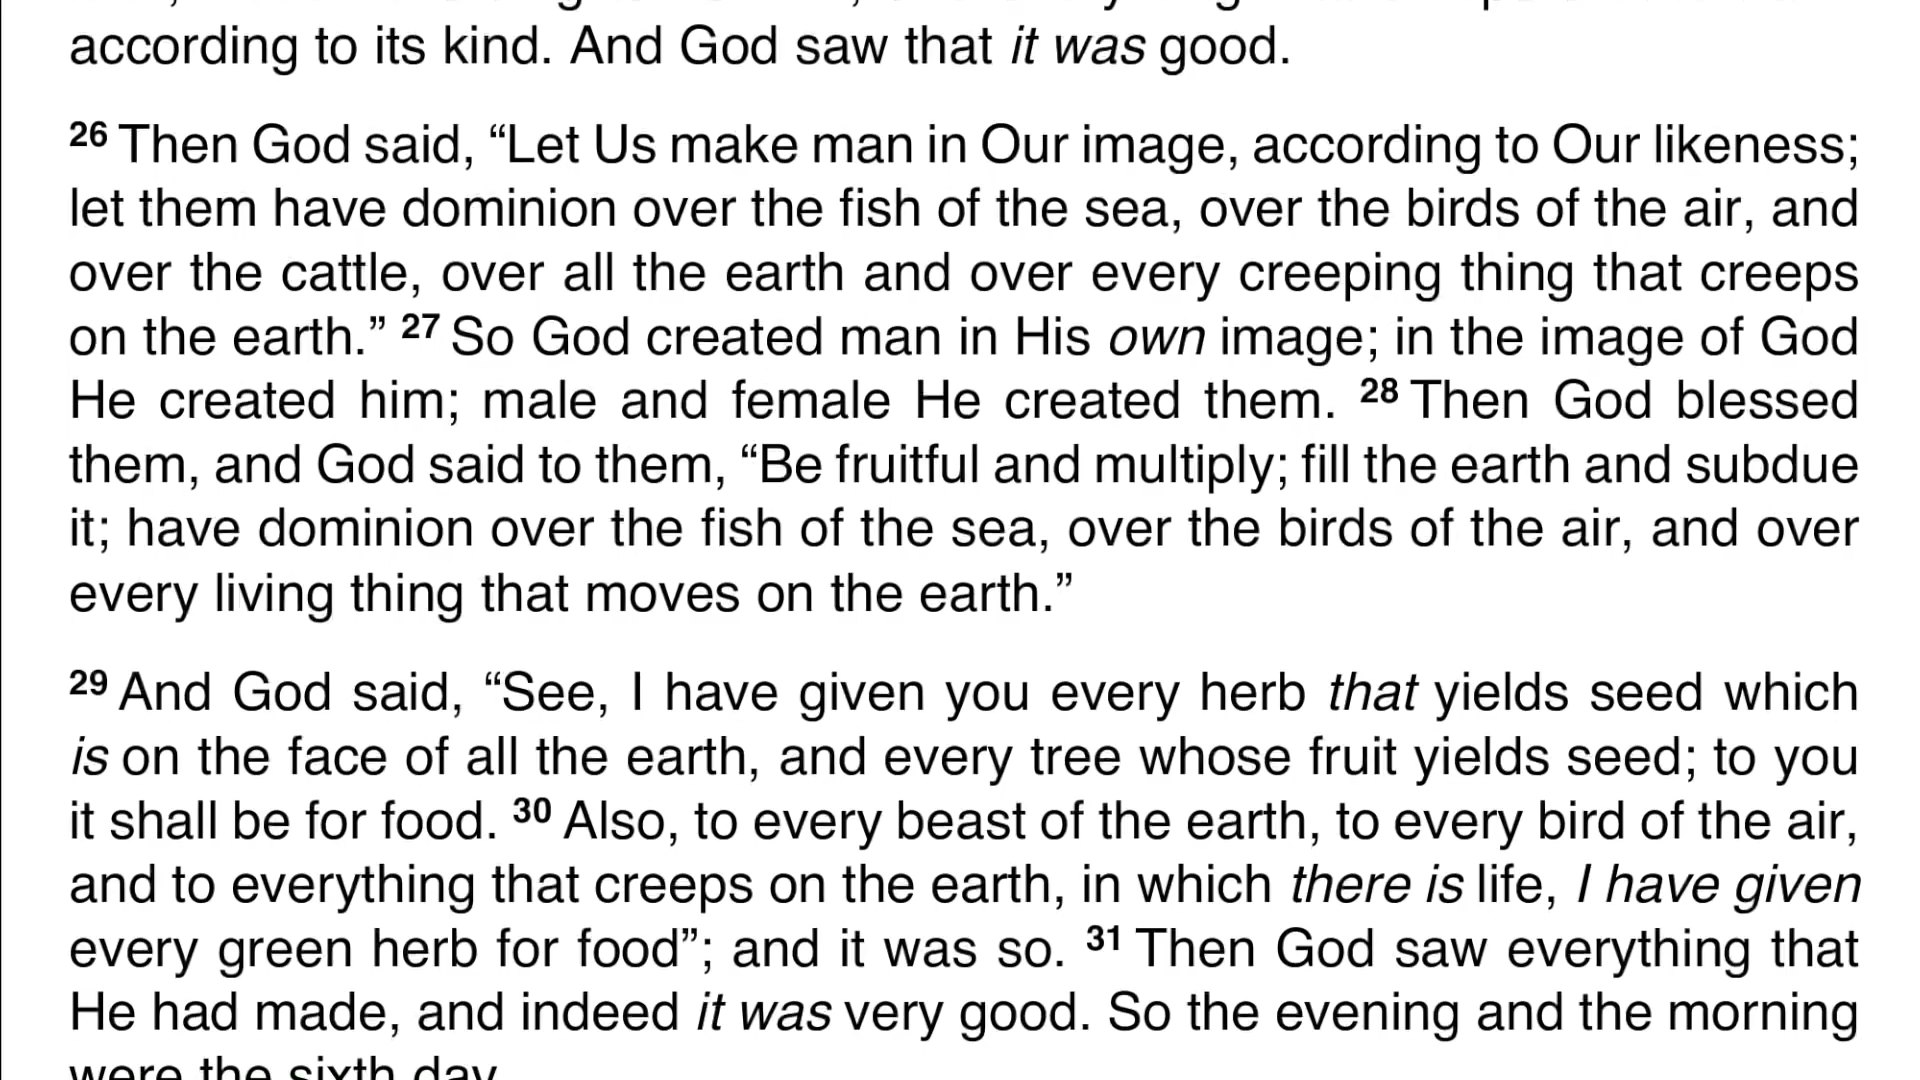 according to its kind. And God saw that it was good.
26 Then God said, “Let Us make man in Our image, according to Our likeness;
let them have dominion over the fish of the sea, over the birds of the air, and
over the cattle, over all the earth and over every creeping thing that creeps
on the earth.” 27 So God created man in His own image; in the image of God
He created him; male and female He created them. 28 Then God blessed
them, and God said to them, “Be fruitful and multiply; fill the earth and subdue
it; have dominion over the fish of the sea, over the birds of the air, and over
every living thing that moves on the earth.”
29 And God said, “See, I have given you every herb that yields seed which
is on the face of all the earth, and every tree whose fruit yields seed; to you
it shall be for food. 30 Also, to every beast of the earth, to every bird of the air,
and to everything that creeps on the earth, in which there is life, I have given
every green herb for food”; and it was so. 31 Then God saw everything that
He had made, and indeed it was very good. So the evening and the morning
were the sixth day.